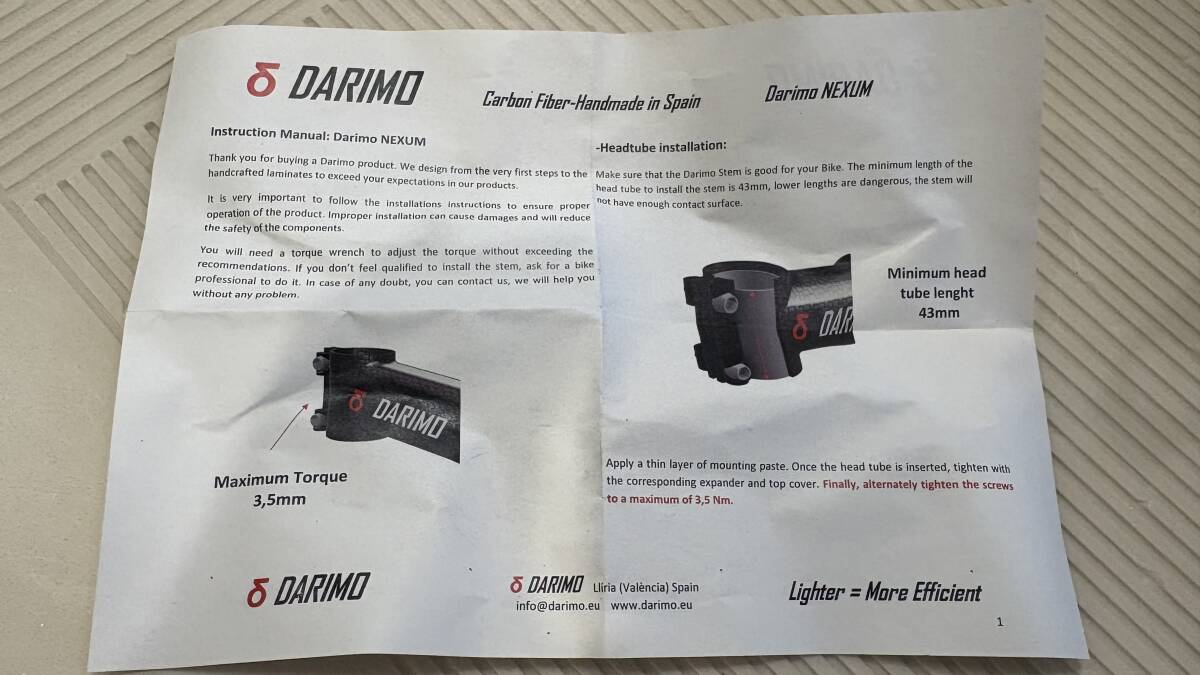 δ DARIMO
Carbon Fiber-Handmade in Spain
Darimo NEXUM
Instruction Manual: Darimo NEXUM
Thank you for buying a Darimo product. We design from the very first steps to the
handcrafted laminates to exceed your expectations in our products.
It is very important to follow the installations instructions to ensure proper
operation of the product. Improper installation can cause damages and will reduce
the safety of the components.
You will need a torque wrench to adjust the torque without exceeding the
recommendations. If you don't feel qualified to install the stem, ask for a bike
professional to do it. In case of any doubt, you can contact us, we will help you
without any problem.
δ DARIMO
Maximum Torque
3,5mm
-Headtube installation:
Make sure that the Darimo Stem is good for your Bike. The minimum length of the
head tube to install the stem is 43mm, lower lengths are dangerous, the stem will
not have enough contact surface.
δ DAR
Minimum head
tube lenght
43mm
Apply a thin layer of mounting paste. Once the head tube is inserted, tighten with
the corresponding expander and top cover. Finally, alternately tighten the screws
to a maximum of 3,5 Nm.
δ DARIMO
δ DARIMO Llíria (València) Spain
info@darimo.eu www.darimo.eu
Lighter = More Efficient
1